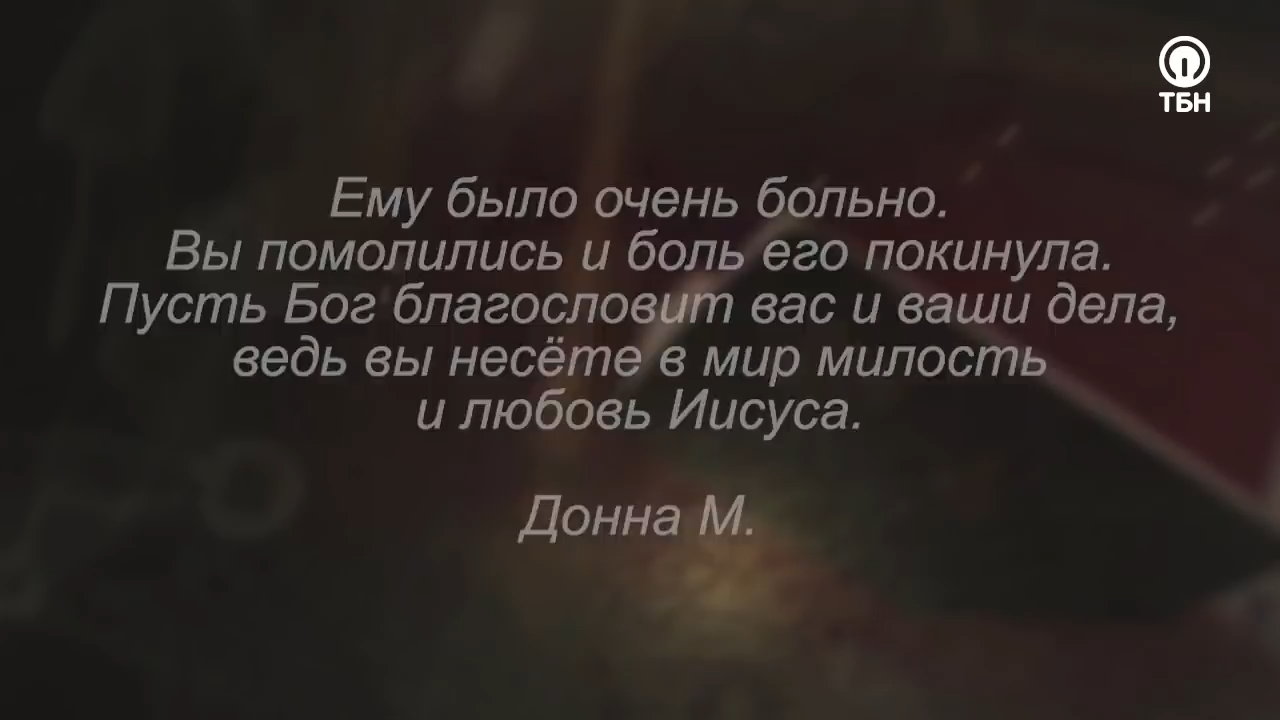 ТБН
Ему было очень больно.
Вы помолились и боль его покинула.
Пусть Бог благословит вас и ваши дела,
ведь вы несёте в мир милость
и любовь Иисуса.
Донна М.